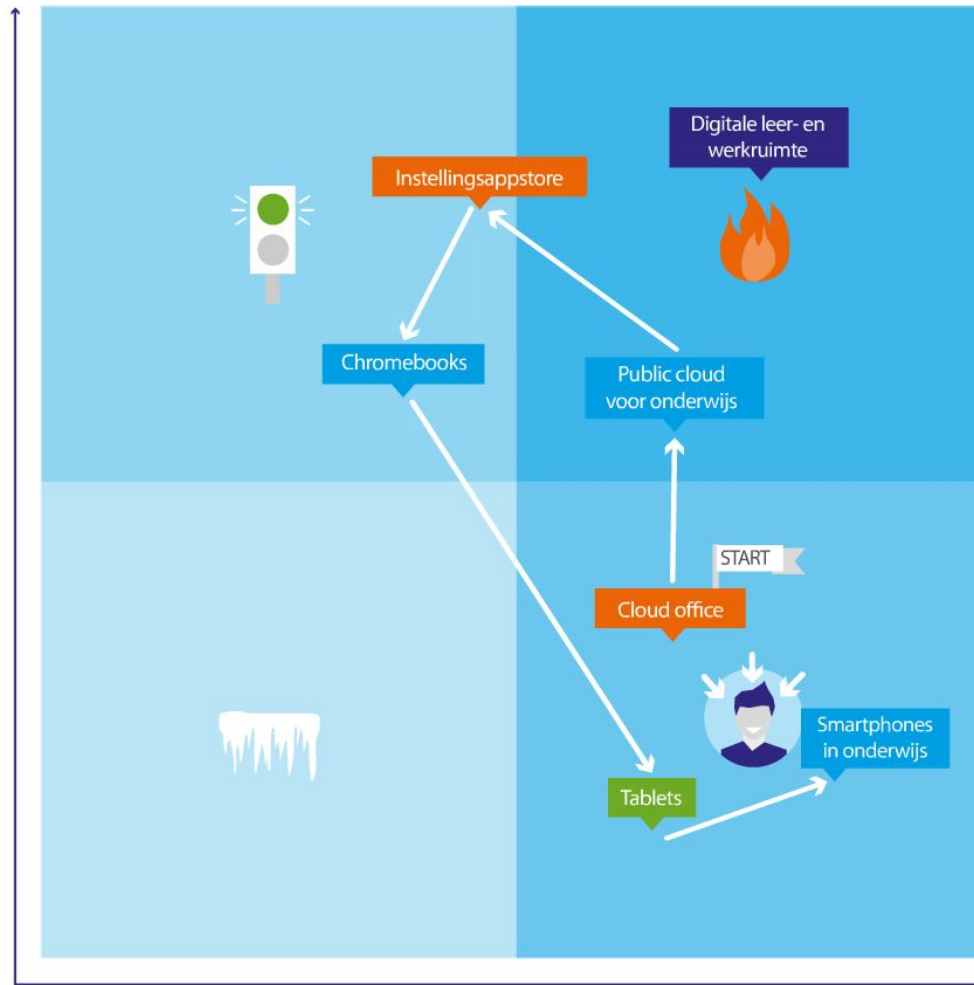 Digitale leer- en
werkruimte
Instellingsappstore
Chromebooks
Public cloud
voor onderwijs
START
Cloud office
Smartphones
in onderwijs
Tablets